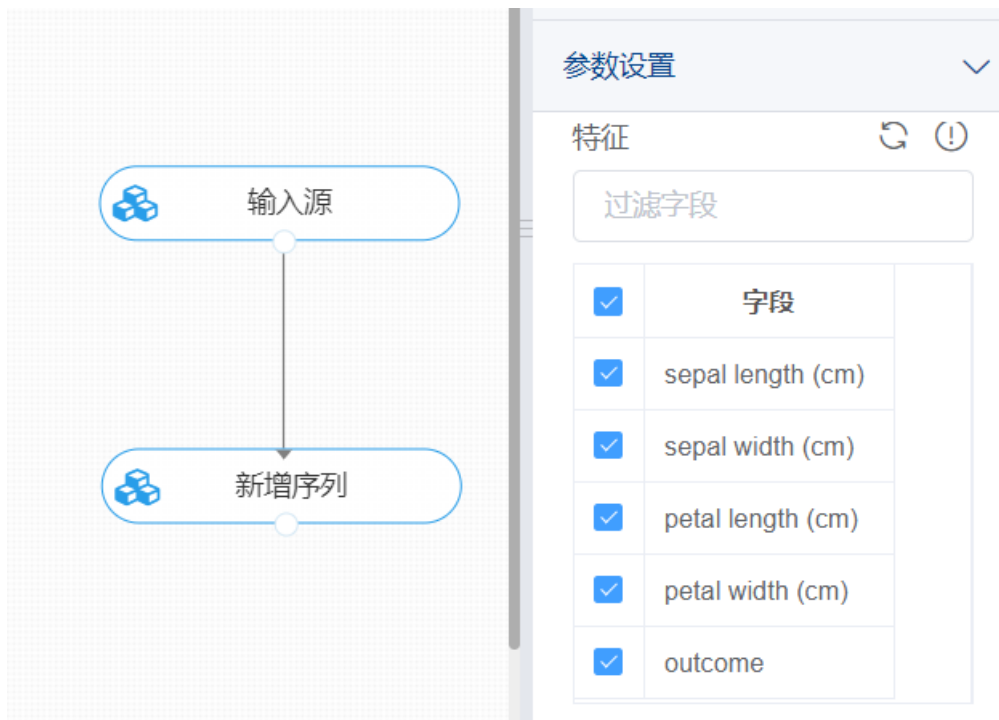 输入源
新增序列
参数设置
特征
过滤字段
字段
sepal length (cm)
sepal width (cm)
petal length (cm)
petal width (cm)
outcome